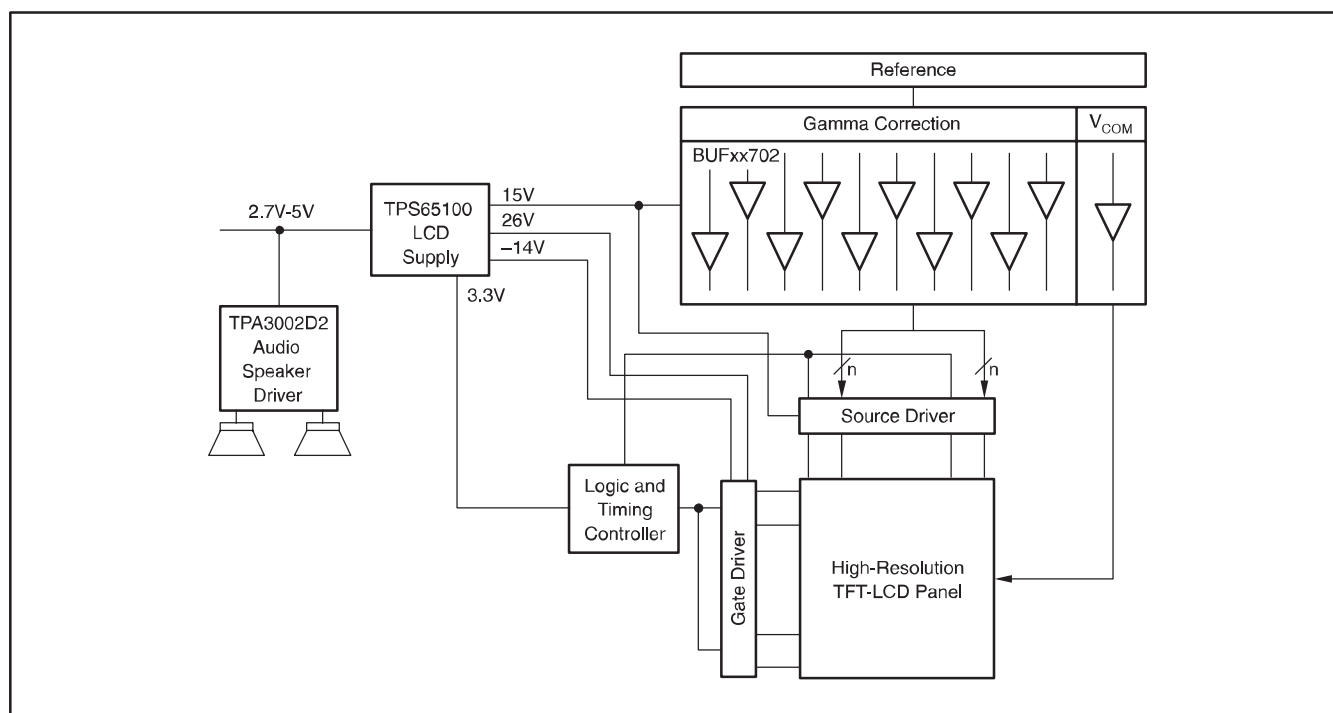 Reference
Gamma Correction
V_COM
BUFxx702
2.7V-5V
TPS65100
LCD
Supply
15V
26V
–14V
3.3V
TPA3002D2
Audio
Speaker
Driver
n
n
Source Driver
Logic and
Timing
Controller
Gate Driver
High-Resolution
TFT-LCD Panel